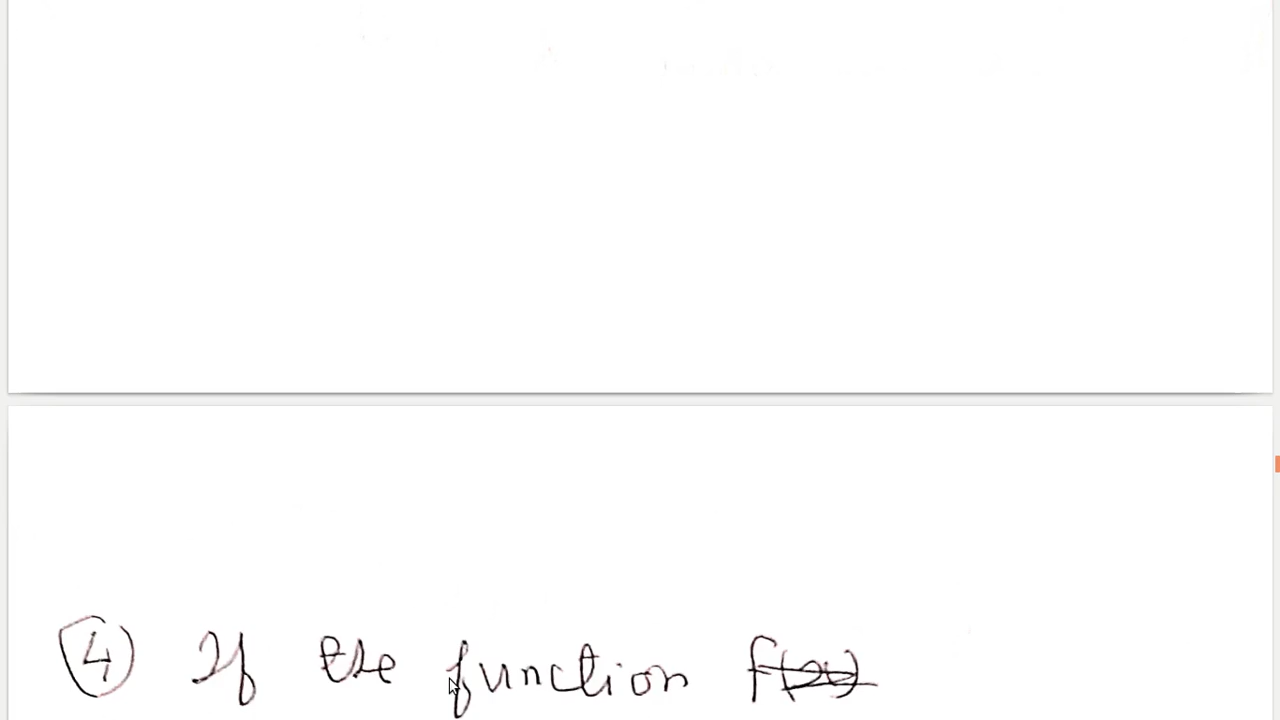 ④ If the function f